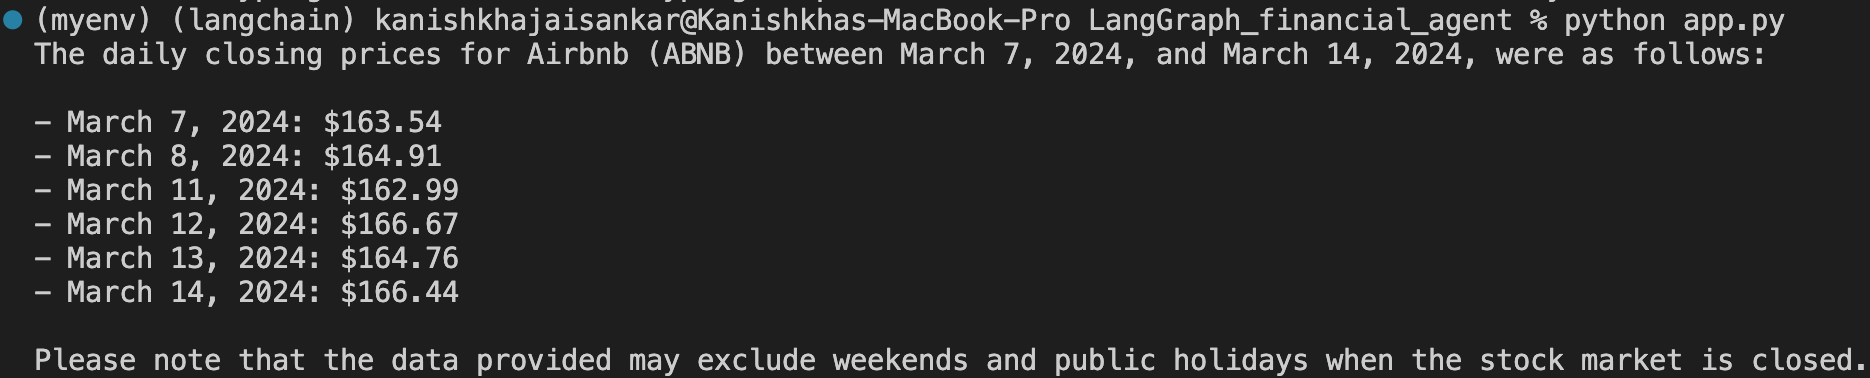 (myenv) (langchain) kanishkhajaisankar@Kanishkhas-MacBook-Pro LangGraph_financial_agent % python app.py
The daily closing prices for Airbnb (ABNB) between March 7, 2024, and March 14, 2024, were as follows:
- March 7, 2024: $163.54
- March 8, 2024: $164.91
- March 11, 2024: $162.99
- March 12, 2024: $166.67
- March 13, 2024: $164.76
- March 14, 2024: $166.44
Please note that the data provided may exclude weekends and public holidays when the stock market is closed.